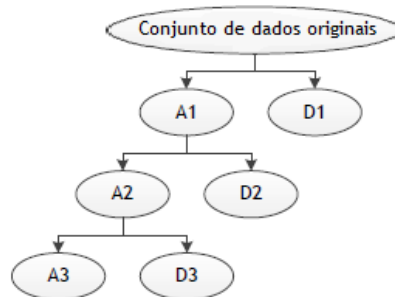 Conjunto de dados originais
A1
D1
A2
D2
A3
D3